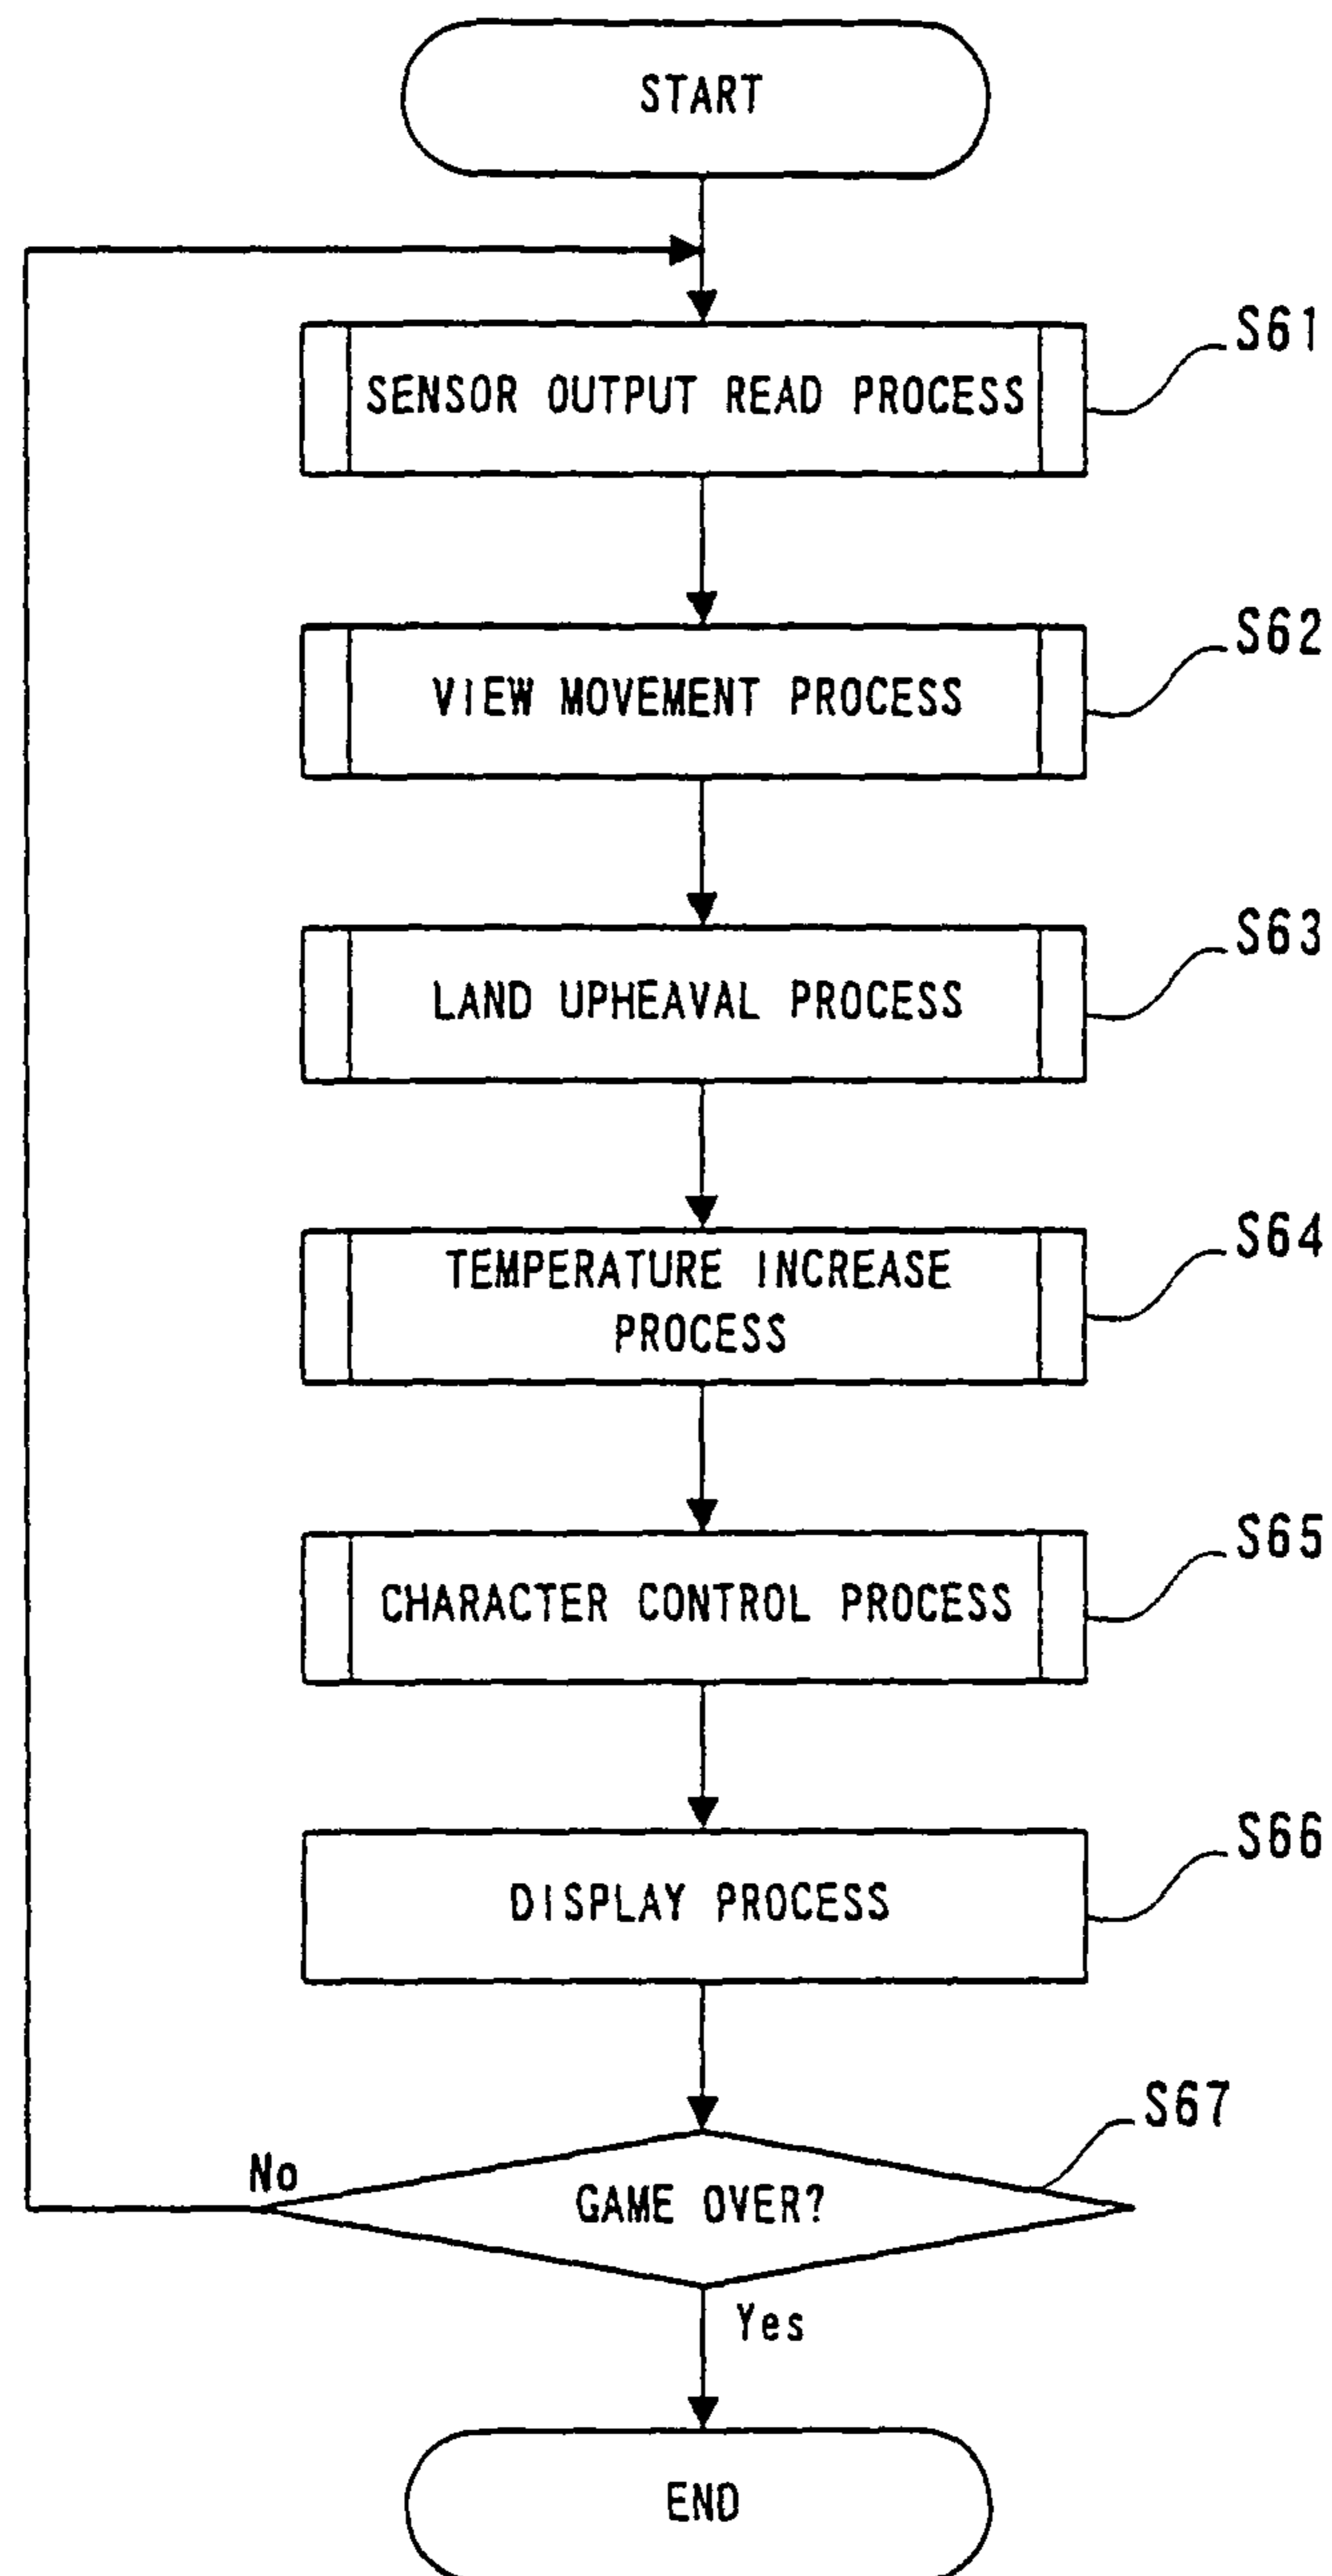 START
SENSOR OUTPUT READ PROCESS
S61
VIEW MOVEMENT PROCESS
S62
LAND UPHEAVAL PROCESS
S63
TEMPERATURE INCREASE
PROCESS
S64
CHARACTER CONTROL PROCESS
S65
DISPLAY PROCESS
S66
S67
No
GAME OVER?
Yes
END